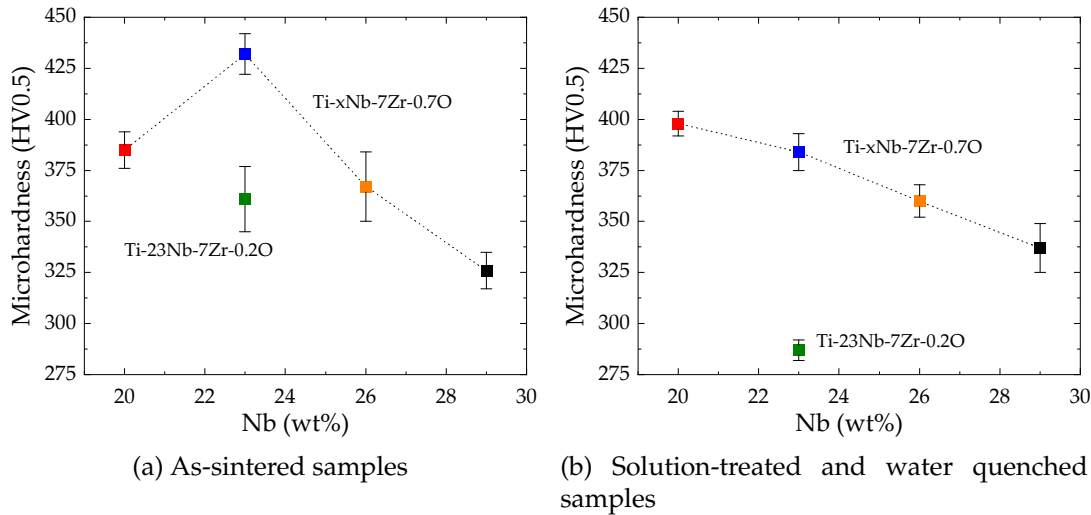 450
425
400
375
350
325
300
275
Microhardness (HV0.5)
Ti-xNb-7Zr-0.7O
Ti-23Nb-7Zr-0.2O
20 22 24 26 28 30
Nb (wt%)
(a) As-sintered samples
450
425
400
375
350
325
300
275
Microhardness (HV0.5)
Ti-xNb-7Zr-0.7O
Ti-23Nb-7Zr-0.2O
20 22 24 26 28 30
Nb (wt%)
(b) Solution-treated and water quenched
samples